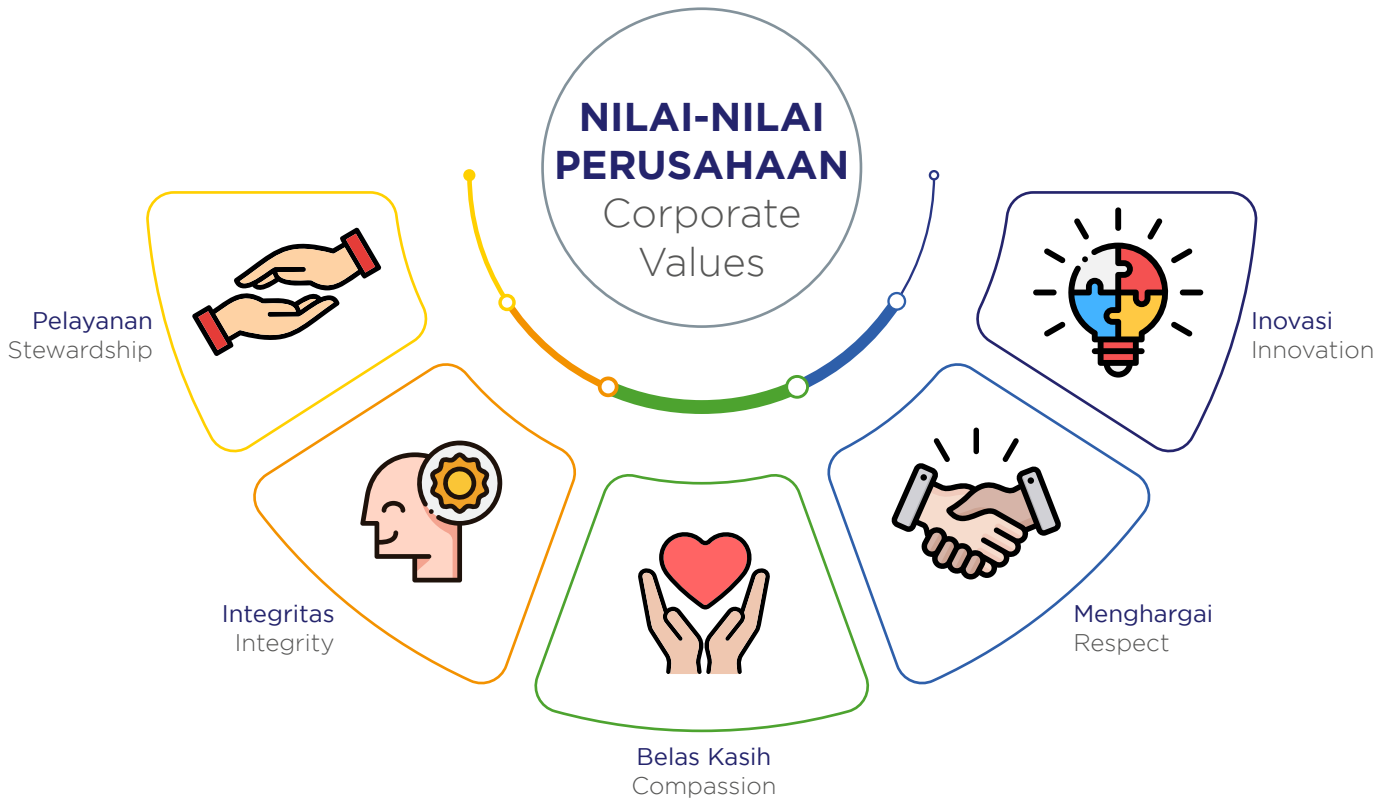 NILAI-NILAI
PERUSAHAAN
Corporate
Values
Pelayanan
Stewardship
Integritas
Integrity
Belas Kasih
Compassion
Menghargai
Respect
Inovasi
Innovation